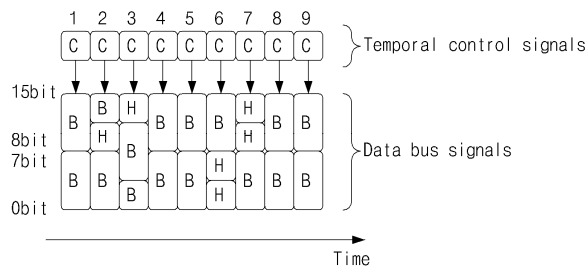 1 2 3 4 5 6 7 8 9
C C C C C C C C C Temporal control signals
15bit
B B H B B B H B B
H H
8bit B
7bit Data bus signals
B B B B H B B B
B H
0bit
Time